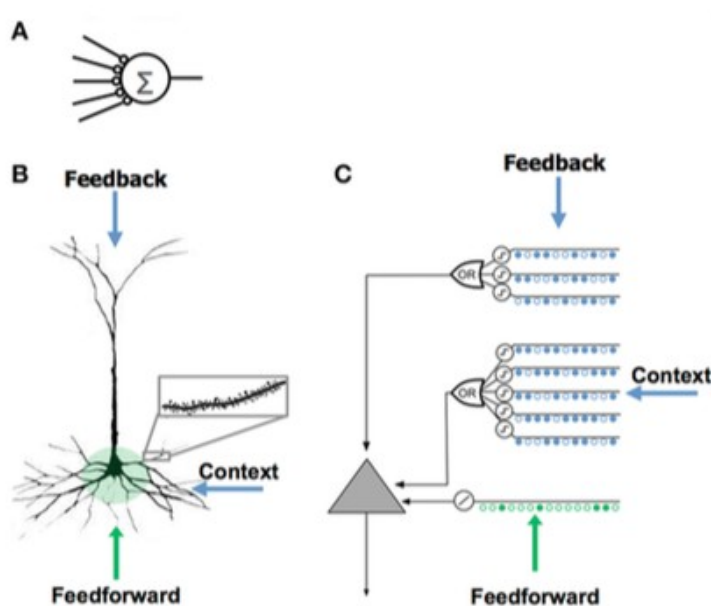 A
Σ
B
Feedback
Context
Feedforward
C
Feedback
OR
OR
Context
Feedforward